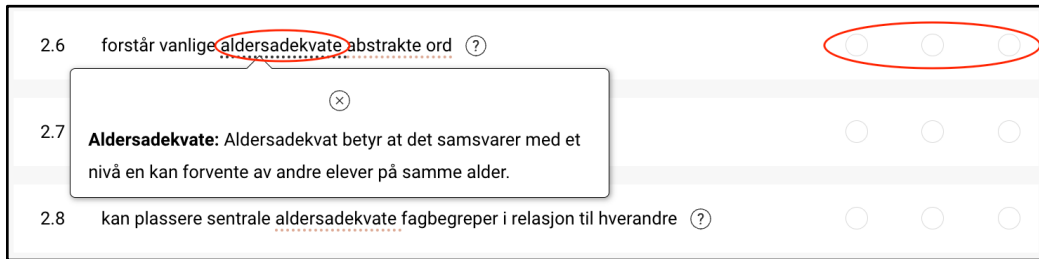 2.6 forstår vanlige aldersadekvate abstrakte ord ?
Aldersadekvate: Aldersadekvat betyr at det samsvarer med et
nivå en kan forvente av andre elever på samme alder.
2.7
2.8 kan plassere sentrale aldersadekvate fagbegreper i relasjon til hverandre ?